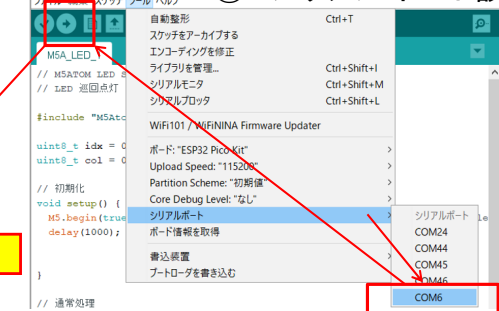 ツール ヘルプ
M5A_LED_
// M5ATOM LED S
// LED 巡回点灯
#include "M5Ato
uint8_t idx = 0
uint8_t col = 0
// 初期化
void setup() {
M5.begin(true
delay(1000);
}
// 通常処理
自動整形 Ctrl+T
スケッチをアーカイブする
エンコーディングを修正
ライブラリを管理... Ctrl+Shift+I
シリアルモニタ Ctrl+Shift+M
シリアルプロッタ Ctrl+Shift+L
WiFi101 / WiFiNINA Firmware Updater
ボード: "ESP32 Pico Kit"
Upload Speed: "115200"
Partition Scheme: "初期値"
Core Debug Level: "なし"
シリアルポート
ボード情報を取得
書込装置
ブートローダを書き込む
シリアルポート
COM24
COM44
COM45
COM46
COM6
le